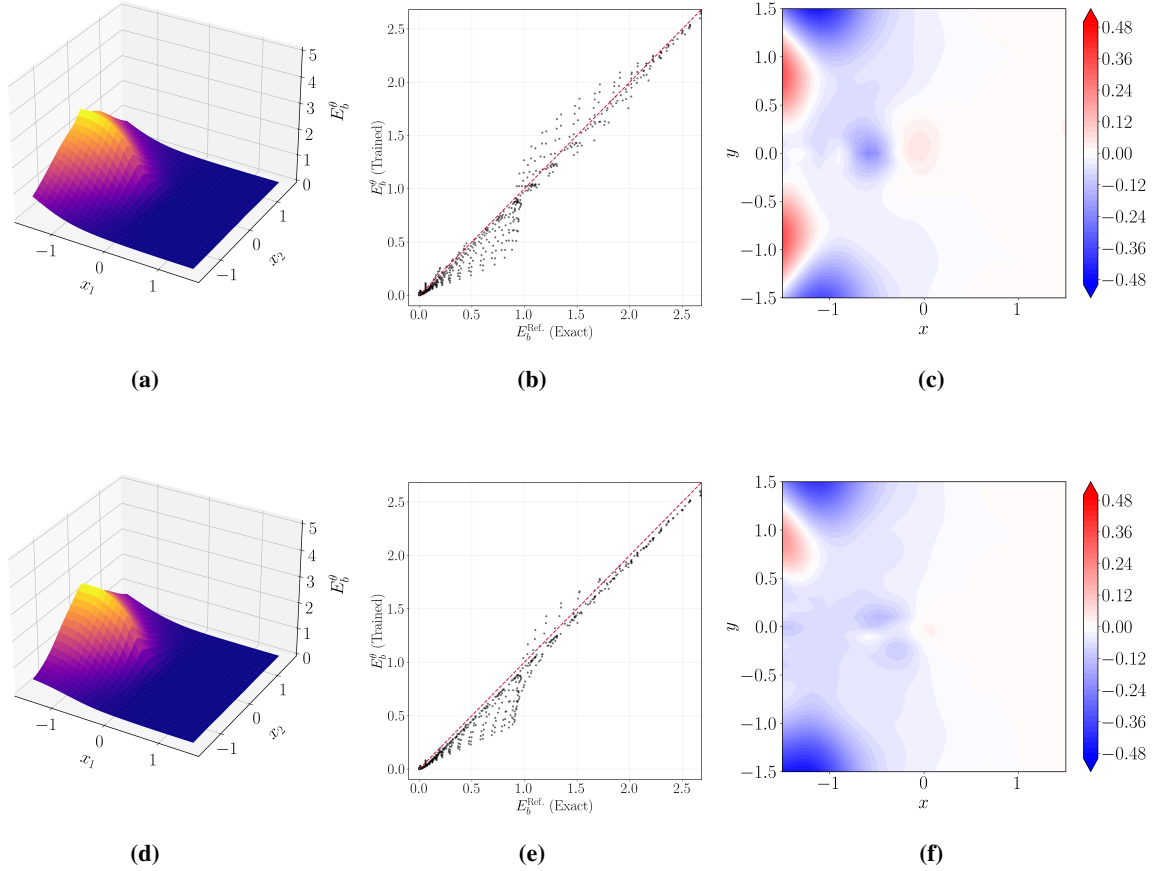 5
4
3
2
1
0
E_b^θ
−1
0
1
x_1
−1
0
1
x_2
(a)
2.5
2.0
1.5
1.0
0.5
0.0
E_b^θ (Trained)
0.0 0.5 1.0 1.5 2.0 2.5
E_b^Ref. (Exact)
(b)
1.5
1.0
0.5
0.0
−0.5
−1.0
−1.5
y
−1 0 1
x
0.48
0.36
0.24
0.12
0.00
−0.12
−0.24
−0.36
−0.48
(c)
5
4
3
2
1
0
E_b^θ
−1
0
1
x_1
−1
0
1
x_2
(d)
2.5
2.0
1.5
1.0
0.5
0.0
E_b^θ (Trained)
0.0 0.5 1.0 1.5 2.0 2.5
E_b^Ref. (Exact)
(e)
1.5
1.0
0.5
0.0
−0.5
−1.0
−1.5
y
−1 0 1
x
0.48
0.36
0.24
0.12
0.00
−0.12
−0.24
−0.36
−0.48
(f)